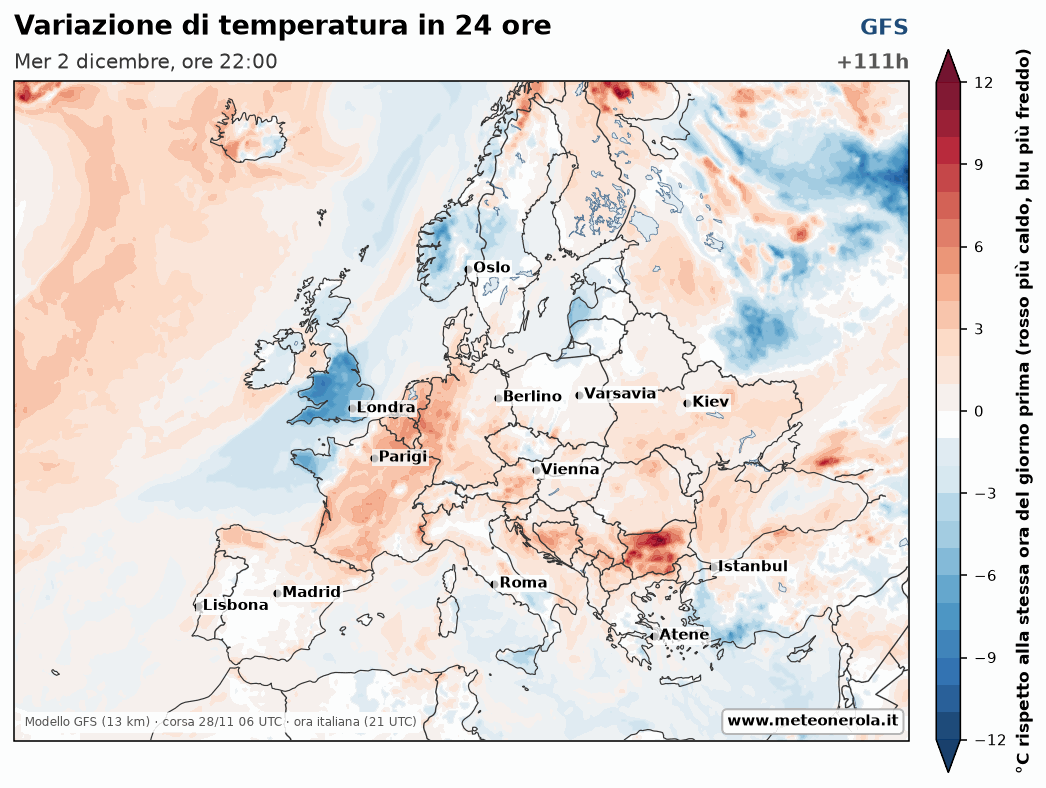 Variazione di temperatura in 24 ore
GFS
Mer 2 dicembre, ore 22:00
+111h
Oslo
Londra
Berlino
Varsavia
Kiev
Parigi
Vienna
Istanbul
Roma
Madrid
Lisbona
Atene
Modello GFS (13 km) · corsa 28/11 06 UTC · ora italiana (21 UTC)
www.meteonerola.it
12
9
6
3
0
−3
−6
−9
−12
°C rispetto alla stessa ora del giorno prima (rosso più caldo, blu più freddo)